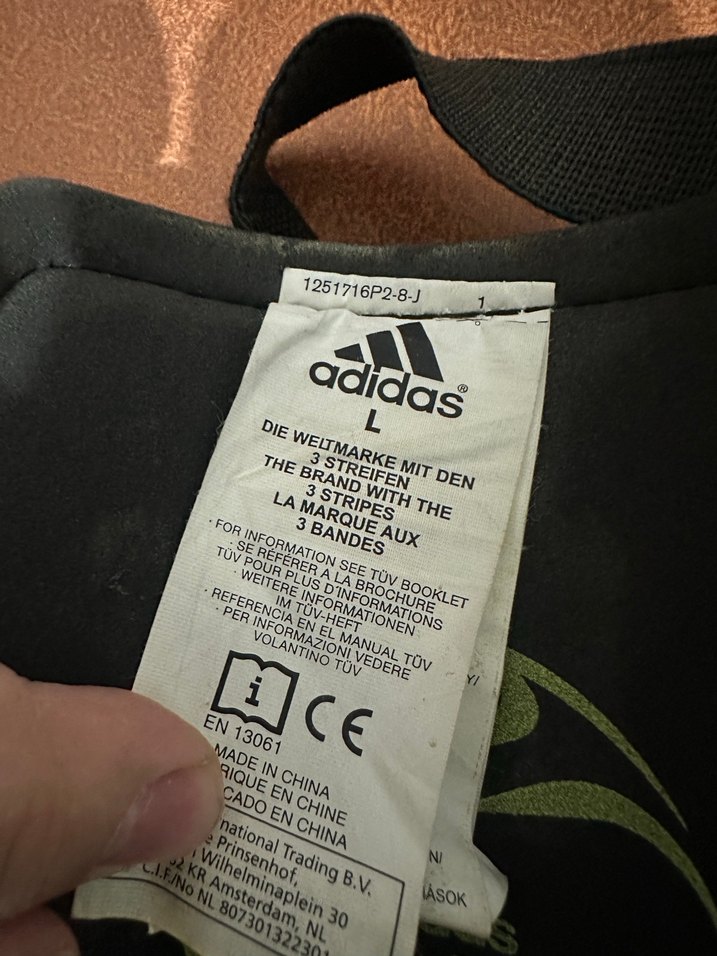 1251716P2-8-J 1
adidas®
L
DIE WELTMARKE MIT DEN
3 STREIFEN
THE BRAND WITH THE
3 STRIPES
LA MARQUE AUX
3 BANDES
· FOR INFORMATION SEE TÜV BOOKLET
· SE RÉFÉRER A LA BROCHURE
TÜV POUR PLUS D'INFORMATIONS
· WEITERE INFORMATIONEN
IM TÜV-HEFT
· REFERENCIA EN EL MANUAL TÜV
· PER INFORMAZIONI VEDERE
VOLANTINO TÜV
i CE
EN 13061
MADE IN CHINA
RIQUE EN CHINE
CADO EN CHINA
national Trading B.V.
e Prinsenhof,
Wilhelminaplein 30
62 KR Amsterdam, NL
C.I.F./No NL 807301322301